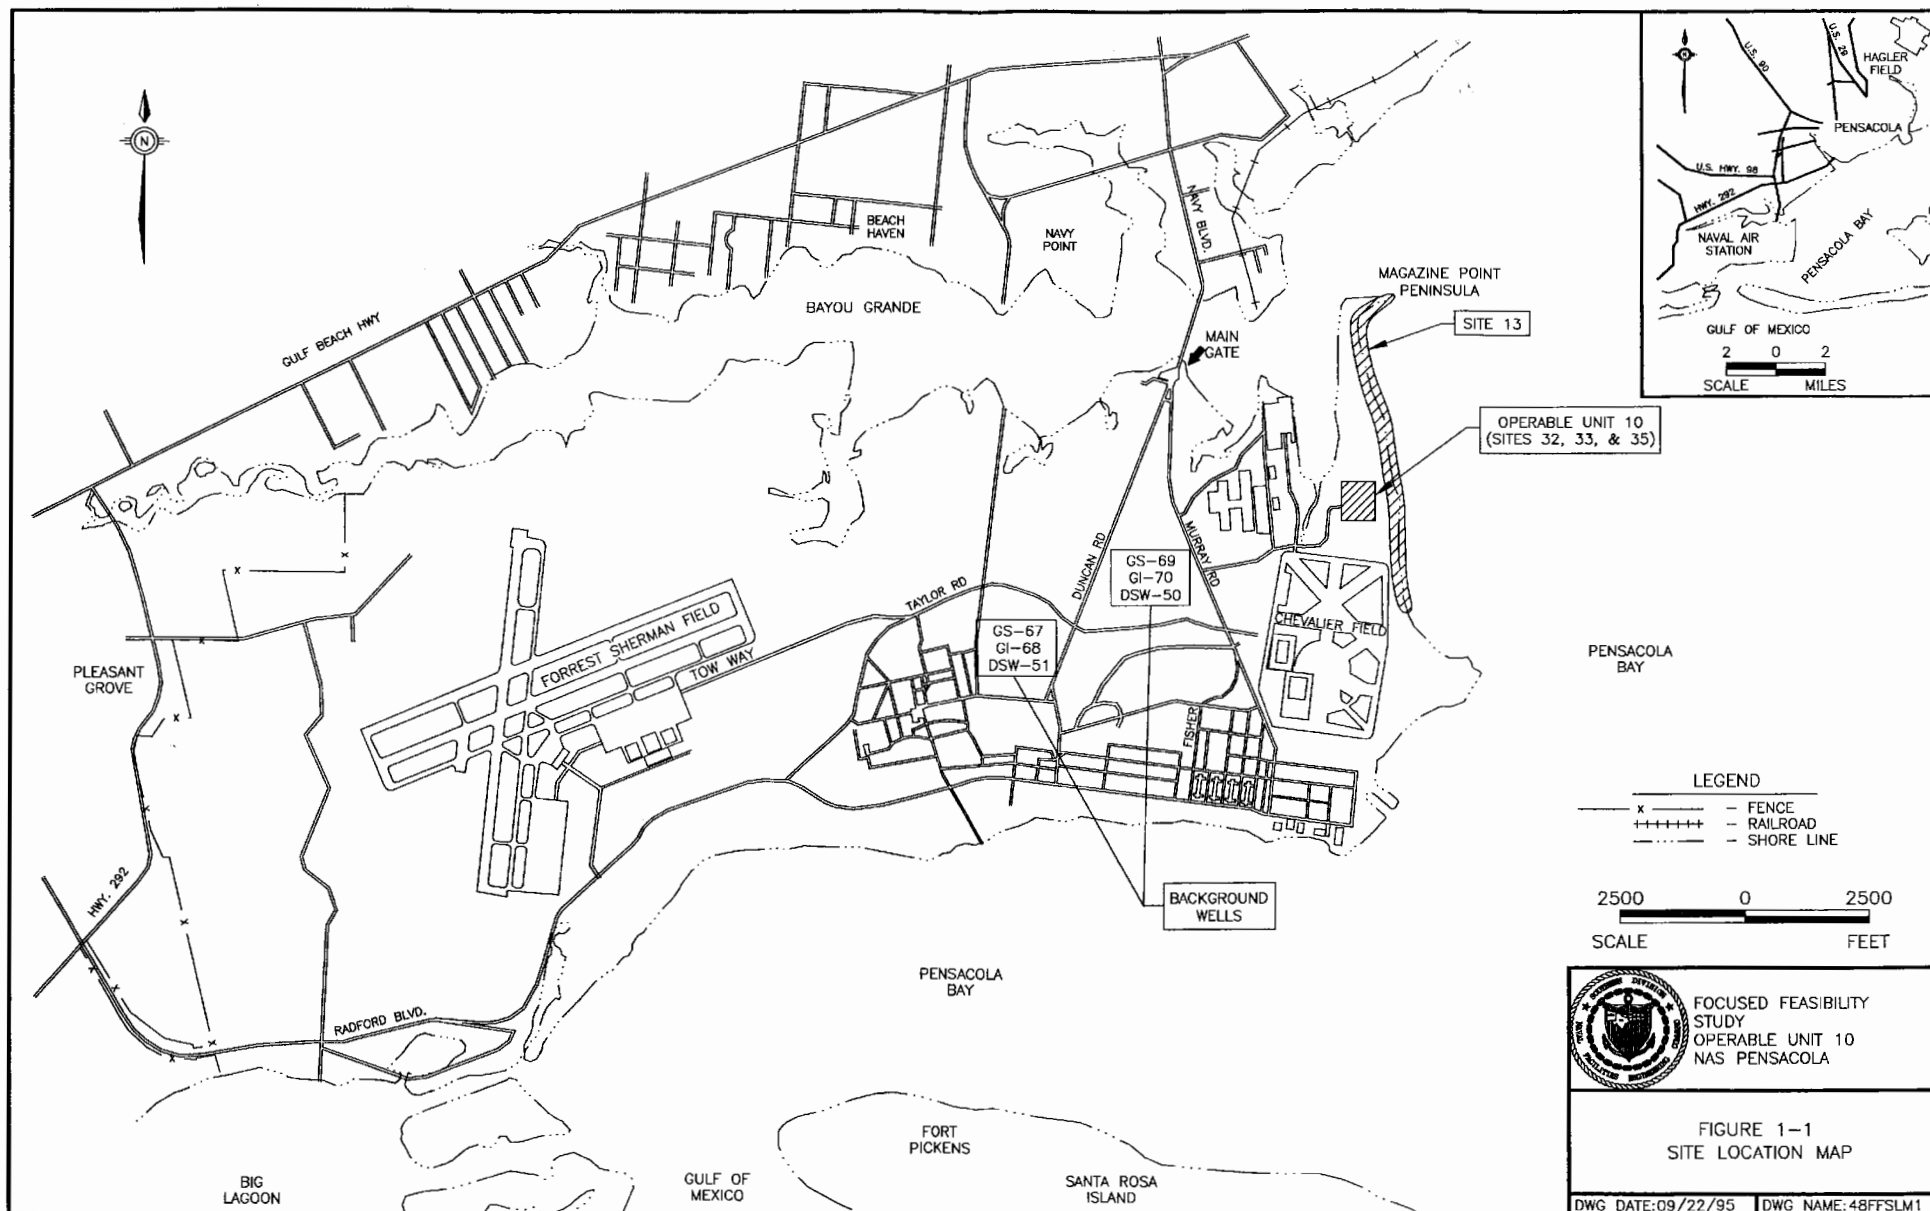 N
GULF BEACH HWY
BEACH
HAVEN
BAYOU GRANDE
NAVY
POINT
NAVY BLVD.
MAIN
GATE
MAGAZINE POINT
PENINSULA
SITE 13
OPERABLE UNIT 10
(SITES 32, 33, & 35)
U.S. 90
U.S. 29
HAGLER
FIELD
PENSACOLA
U.S. HWY. 98
HWY. 292
NAVAL AIR
STATION
PENSACOLA BAY
GULF OF MEXICO
2 0 2
SCALE MILES
DUNCAN RD
MURRAY RD
GS-69
GI-70
DSW-50
TAYLOR RD
GS-67
GI-68
DSW-51
CHEVALIER FIELD
FORREST SHERMAN FIELD
TOW WAY
PLEASANT
GROVE
PENSACOLA
BAY
FISHER
HWY. 292
BACKGROUND
WELLS
PENSACOLA
BAY
RADFORD BLVD.
FORT
PICKENS
BIG
LAGOON
GULF OF
MEXICO
SANTA ROSA
ISLAND
LEGEND
x - FENCE
- RAILROAD
- SHORE LINE
2500 0 2500
SCALE FEET
SOUTHERN DIVISION
NAVAL FACILITIES ENGINEERING COMMAND
FOCUSED FEASIBILITY
STUDY
OPERABLE UNIT 10
NAS PENSACOLA
FIGURE 1-1
SITE LOCATION MAP
DWG DATE:09/22/95 DWG NAME:48FFSLM1